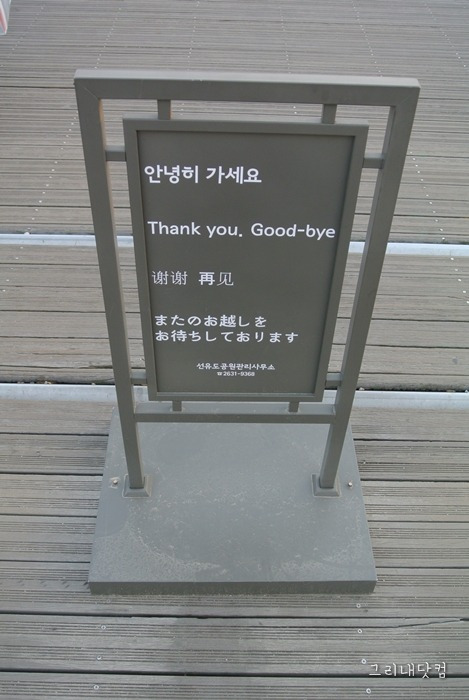 안녕히 가세요
Thank you. Good-bye
谢谢 再见
またのお越しを
お待ちしております
선유도공원관리사무소
☎2631-9368
그리내닷컴